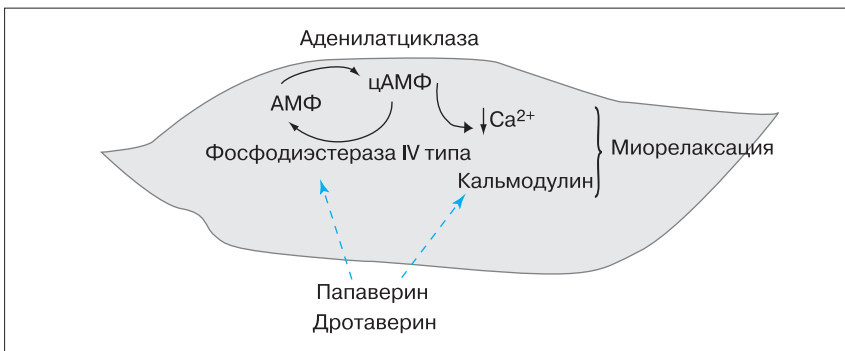 Аденилатциклаза
цАМФ
АМФ
Ca²⁺
Фосфодиэстераза IV типа
Миорелаксация
Кальмодулин
Папаверин
Дротаверин